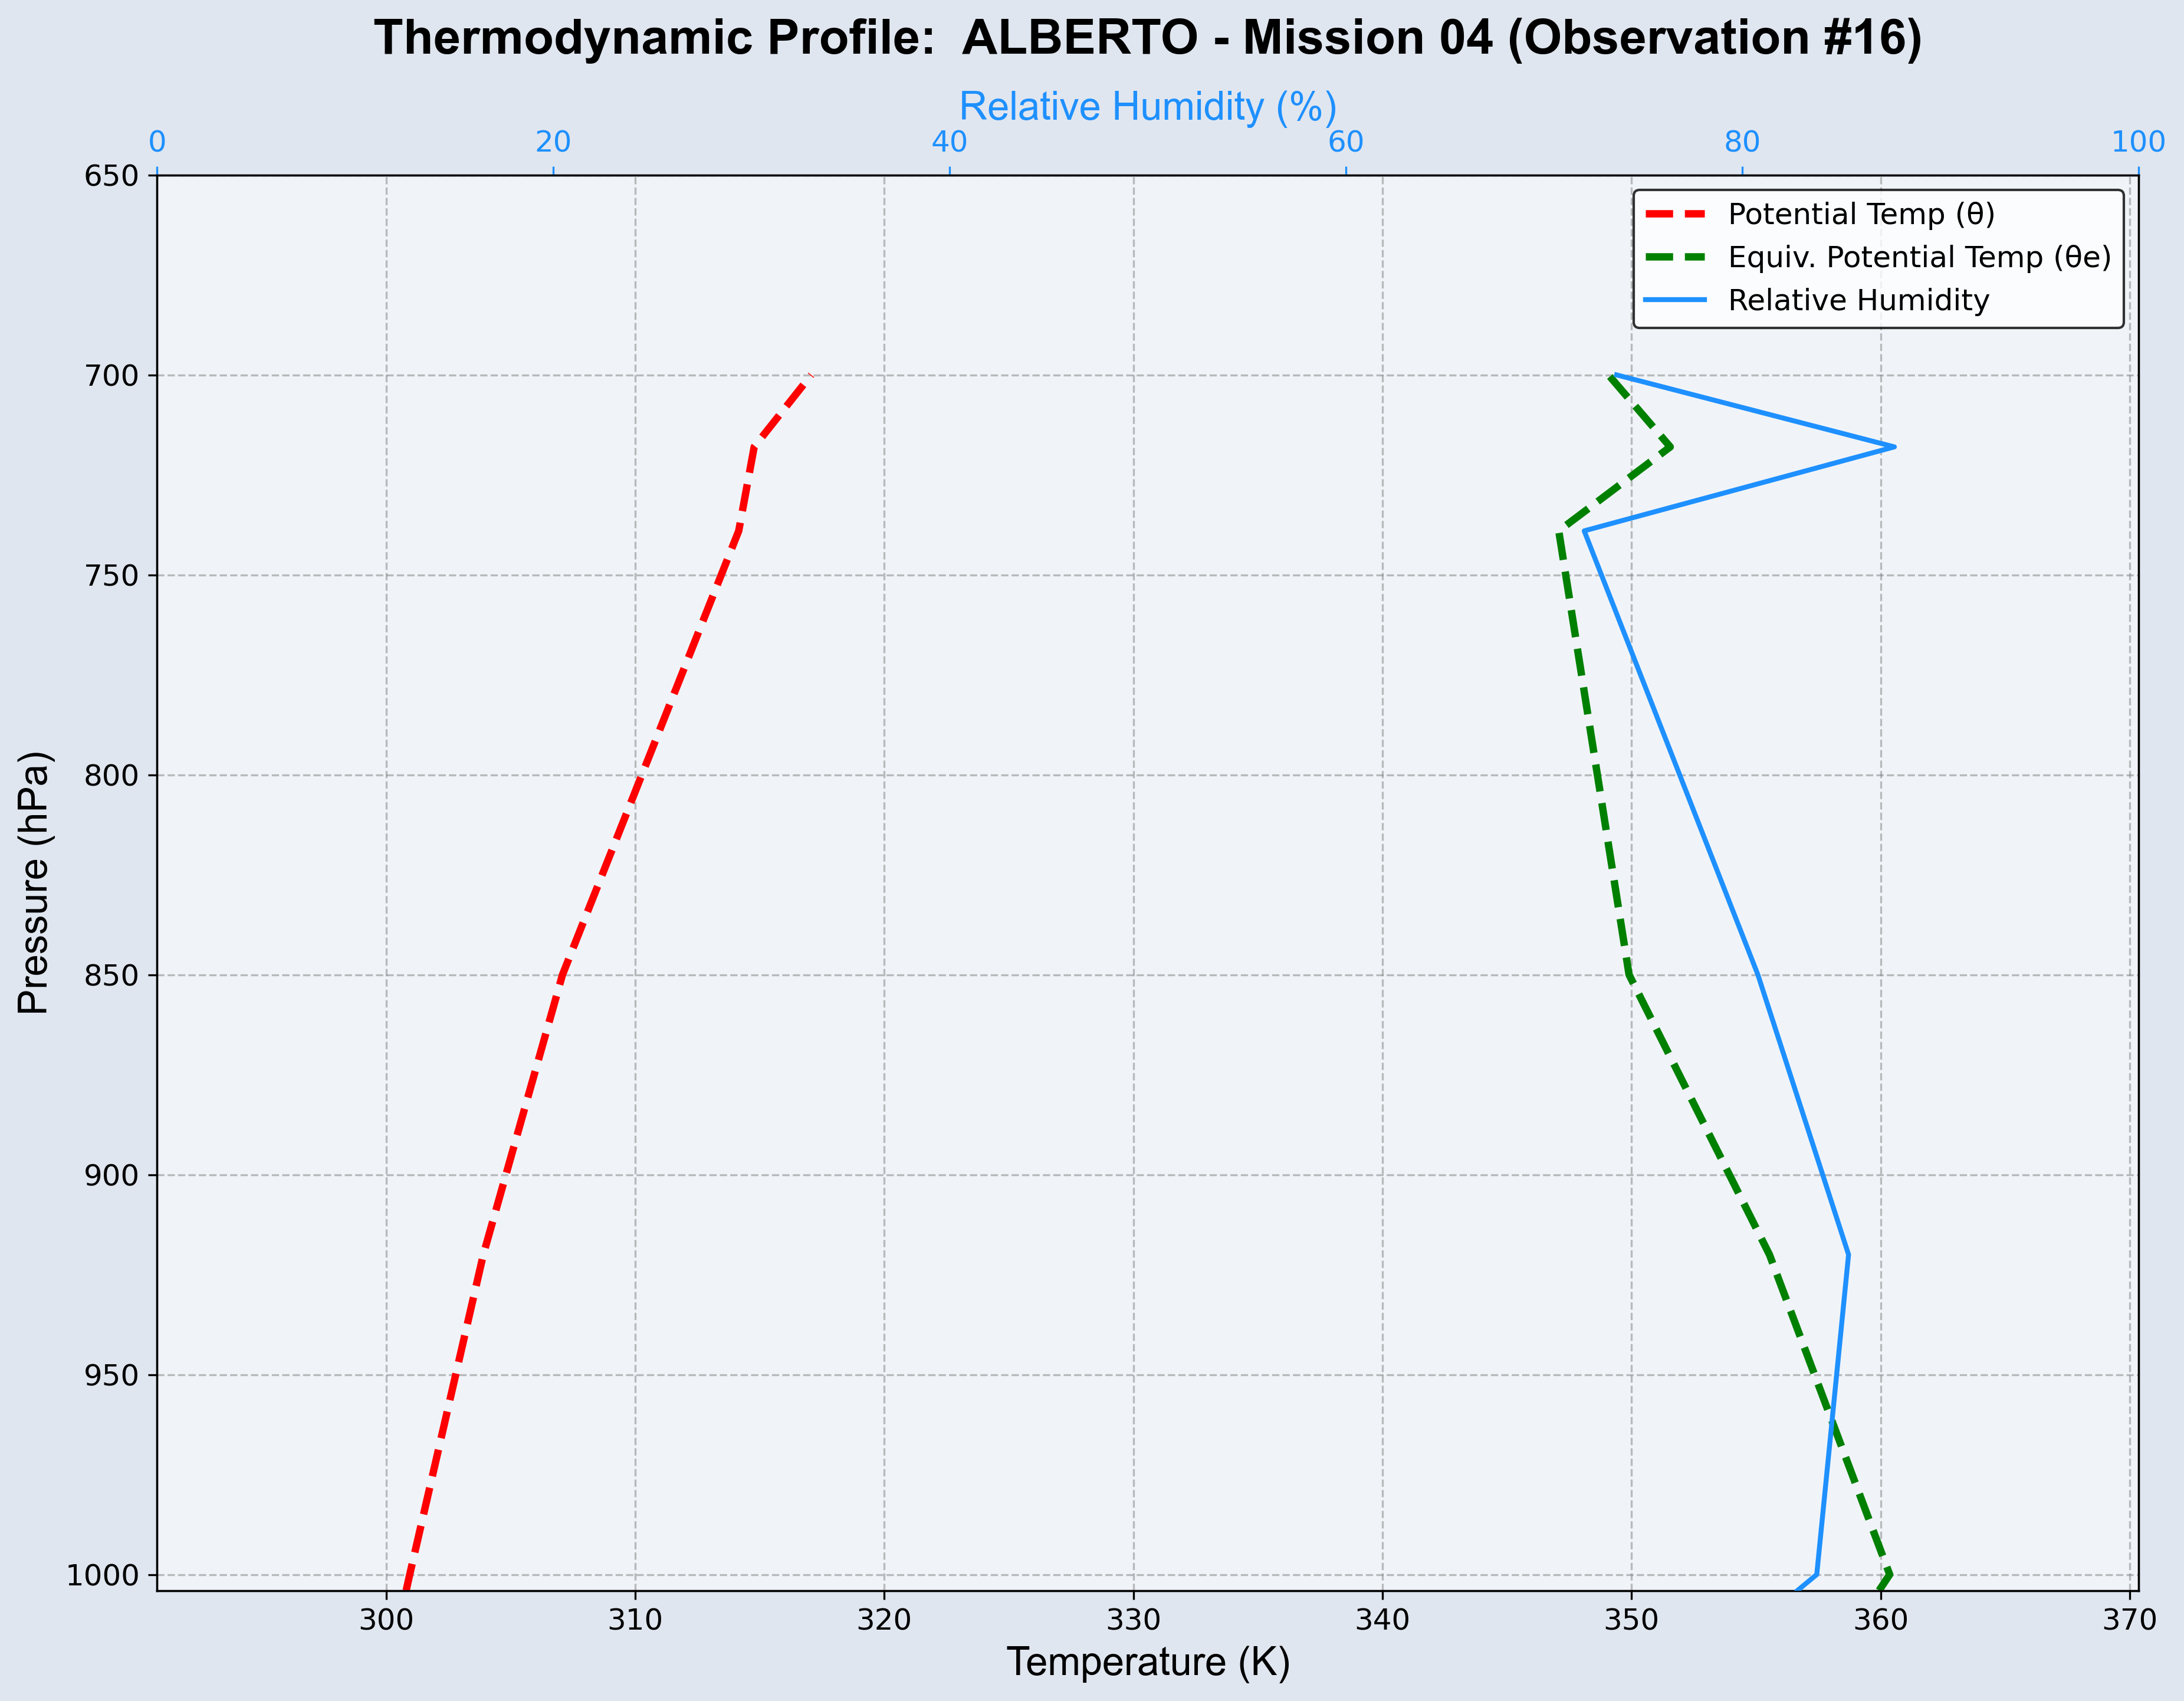 Thermodynamic Profile:  ALBERTO - Mission 04 (Observation #16)
Relative Humidity (%)
0 20 40 60 80 100
Potential Temp (θ)
Equiv. Potential Temp (θe)
Relative Humidity
650
700
750
800
850
900
950
1000
Pressure (hPa)
300 310 320 330 340 350 360 370
Temperature (K)